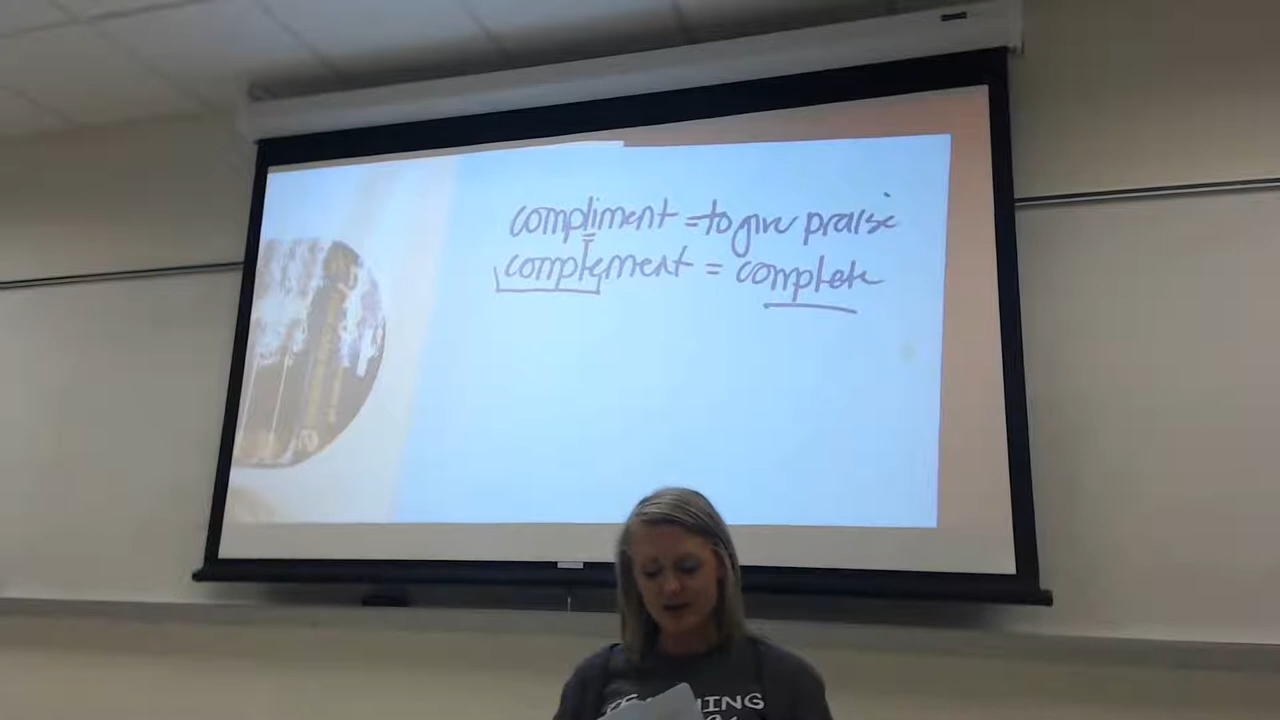 compliment = to give praise
complement = complete